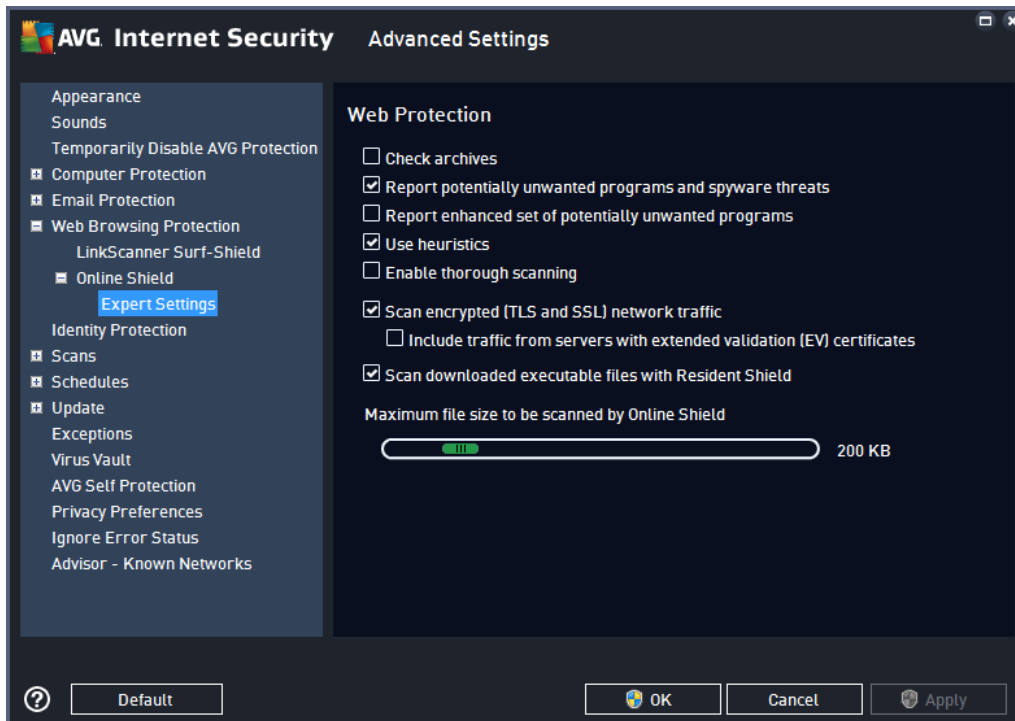 AVG Internet Security Advanced Settings
Appearance
Sounds
Temporarily Disable AVG Protection
Computer Protection
Email Protection
Web Browsing Protection
LinkScanner Surf-Shield
Online Shield
Expert Settings
Identity Protection
Scans
Schedules
Update
Exceptions
Virus Vault
AVG Self Protection
Privacy Preferences
Ignore Error Status
Advisor - Known Networks
Web Protection
Check archives
Report potentially unwanted programs and spyware threats
Report enhanced set of potentially unwanted programs
Use heuristics
Enable thorough scanning
Scan encrypted (TLS and SSL) network traffic
Include traffic from servers with extended validation (EV) certificates
Scan downloaded executable files with Resident Shield
Maximum file size to be scanned by Online Shield
200 KB
? Default OK Cancel Apply